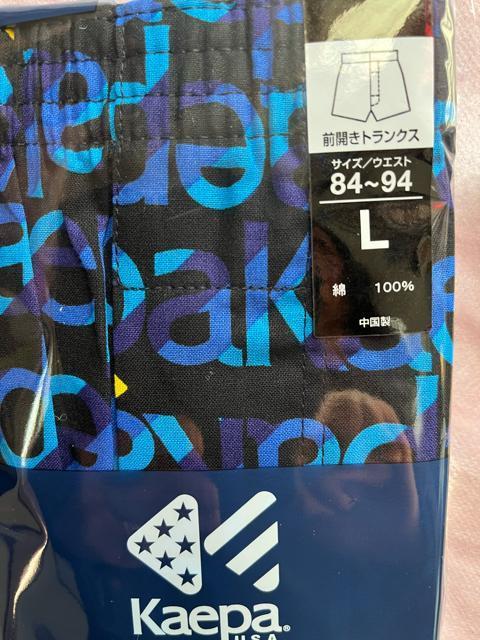 前開きトランクス
サイズ/ウエスト
84~94
L
綿 100%
中国製
pak
Kaepa
USA